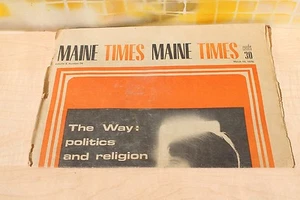 MAINE TIMES MAINE TIMES 30
The Way:
politics
and religion